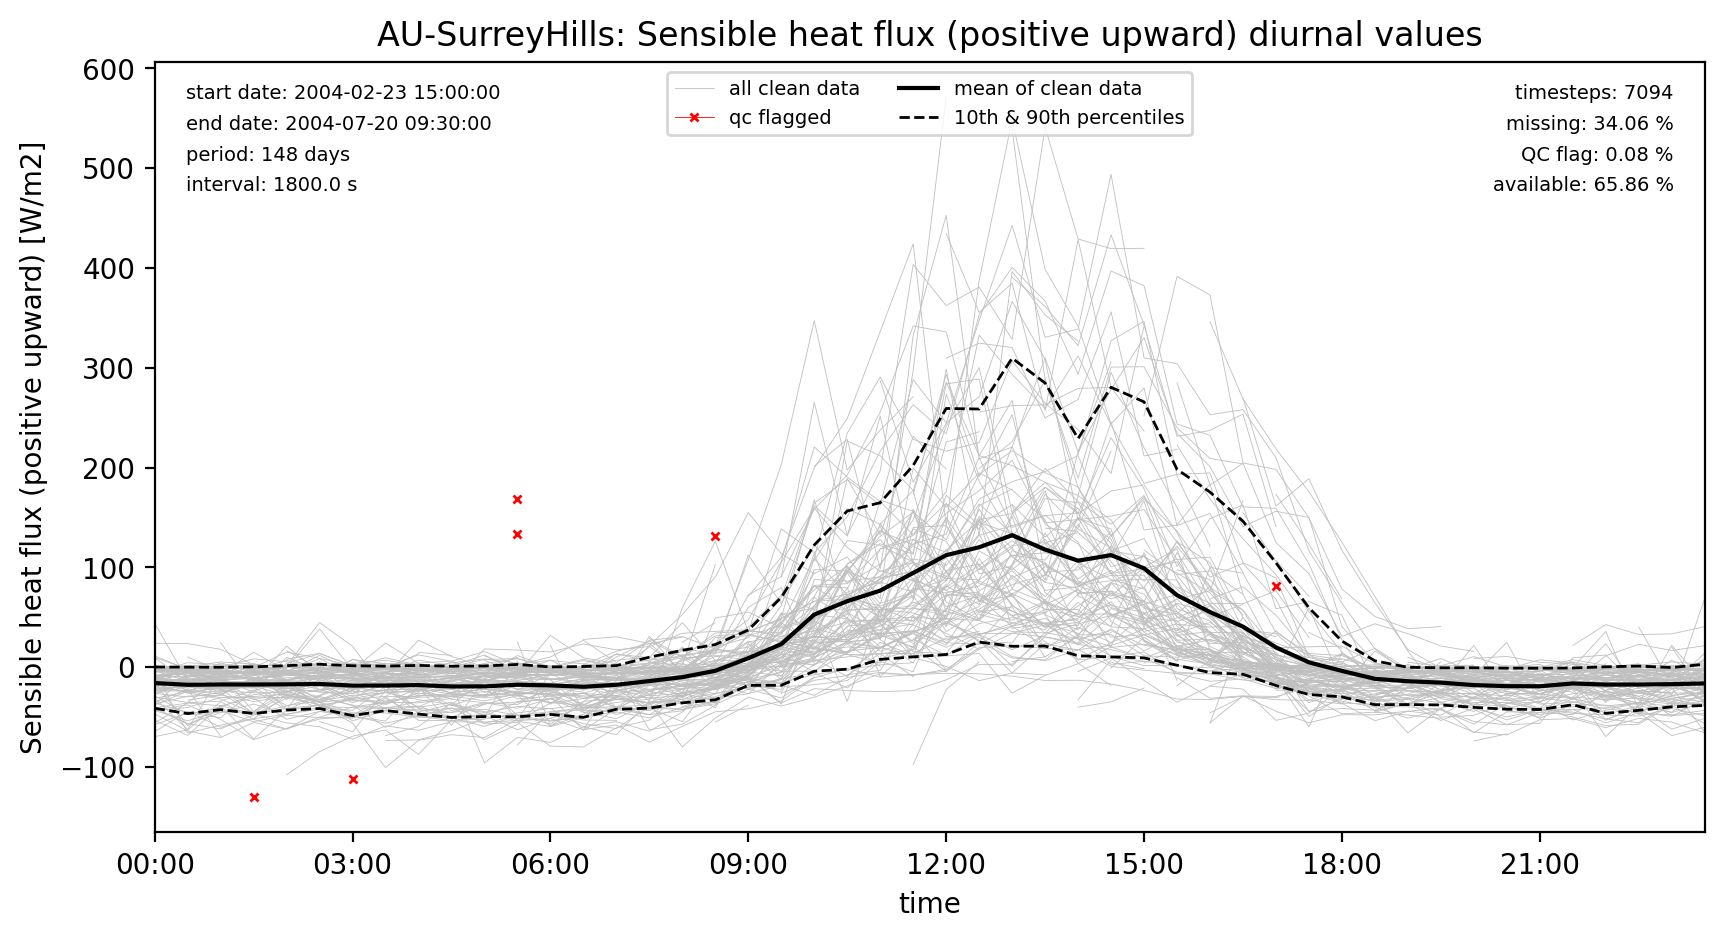 AU-SurreyHills: Sensible heat flux (positive upward) diurnal values
start date: 2004-02-23 15:00:00
end date: 2004-07-20 09:30:00
period: 148 days
interval: 1800.0 s
all clean data
qc flagged
mean of clean data
10th & 90th percentiles
timesteps: 7094
missing: 34.06 %
QC flag: 0.08 %
available: 65.86 %
Sensible heat flux (positive upward) [W/m2]
600
500
400
300
200
100
0
−100
00:00
03:00
06:00
09:00
12:00
15:00
18:00
21:00
time